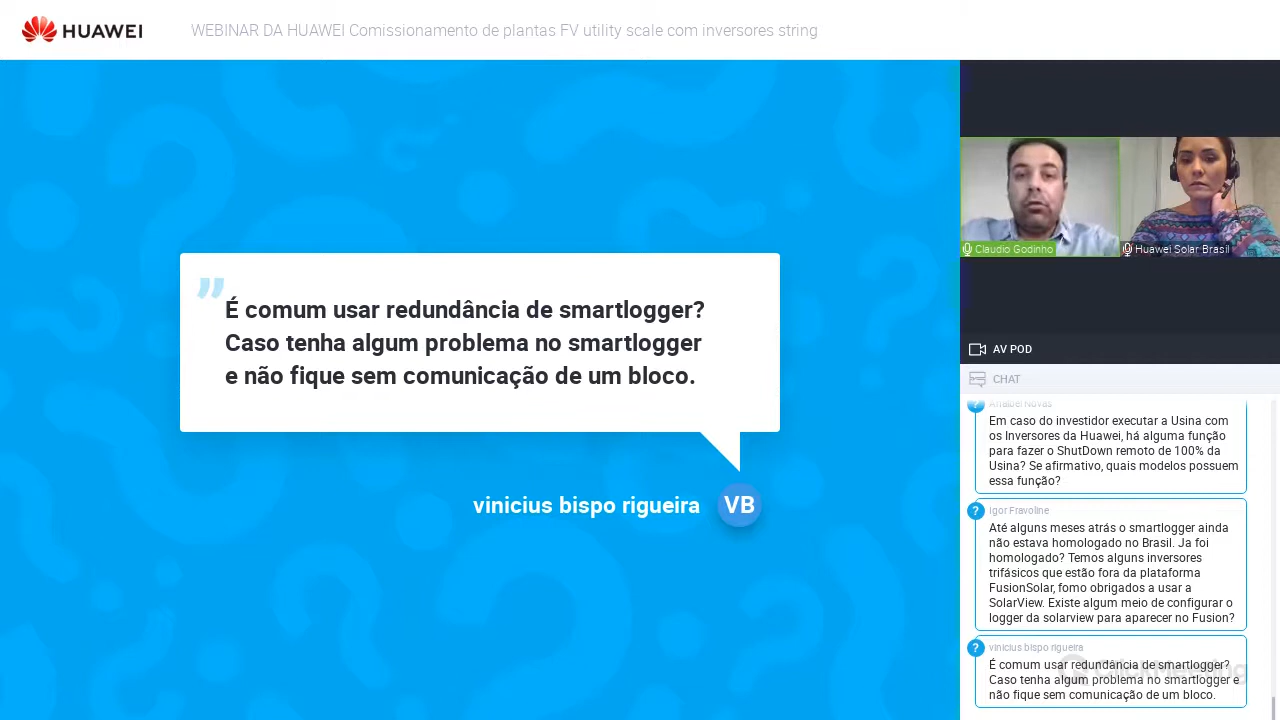 HUAWEI
WEBINAR DA HUAWEI Comissionamento de plantas FV utility scale com inversores string
É comum usar redundância de smartlogger?
Caso tenha algum problema no smartlogger
e não fique sem comunicação de um bloco.
vinicius bispo rigueira
VB
Claudio Godinho
Huawei Solar Brasil
AV POD
CHAT
Em caso do investidor executar a Usina com
os Inversores da Huawei, há alguma função
para fazer o ShutDown remoto de 100% da
Usina? Se afirmativo, quais modelos possuem
essa função?
?
Igor Fravoline
Até alguns meses atrás o smartlogger ainda
não estava homologado no Brasil. Ja foi
homologado? Temos alguns inversores
trifásicos que estão fora da plataforma
FusionSolar, fomo obrigados a usar a
SolarView. Existe algum meio de configurar o
logger da solarview para aparecer no Fusion?
?
vinicius bispo rigueira
É comum usar redundância de smartlogger?
Caso tenha algum problema no smartlogger e
não fique sem comunicação de um bloco.